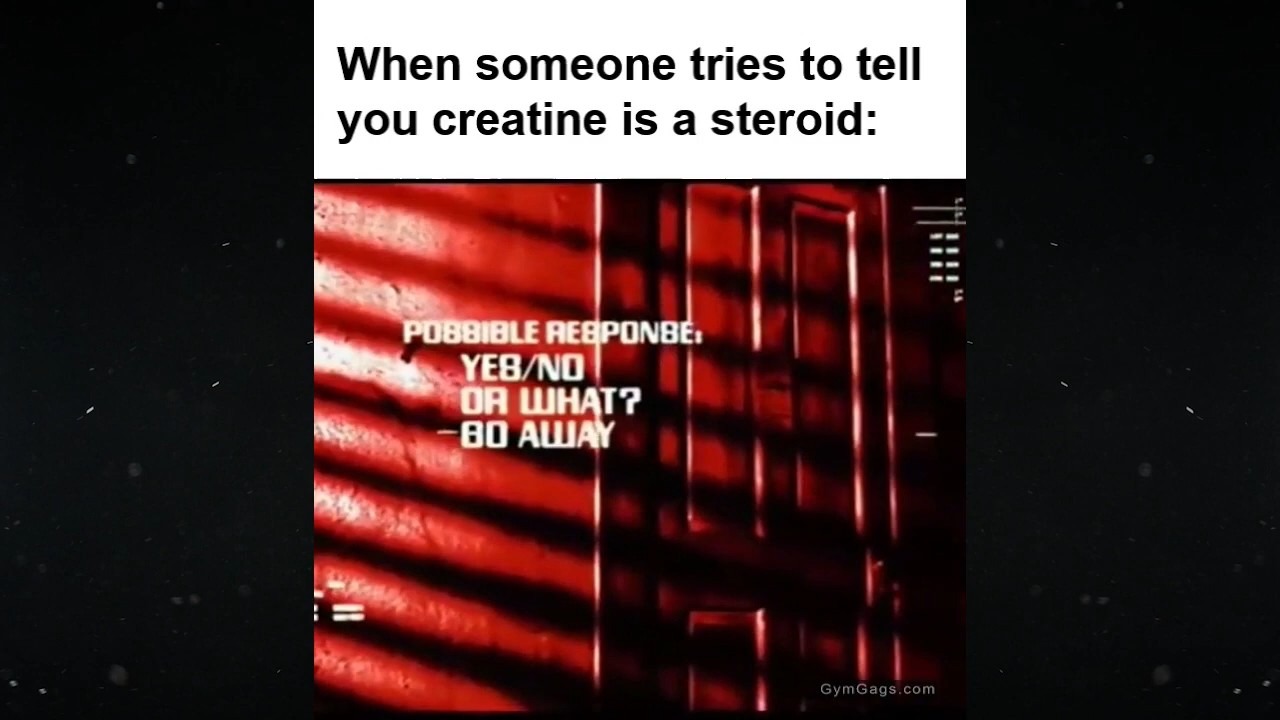 When someone tries to tell
you creatine is a steroid:
POSSIBLE RESPONSE:
YES/NO
OR WHAT?
GO AWAY
GymGags.com